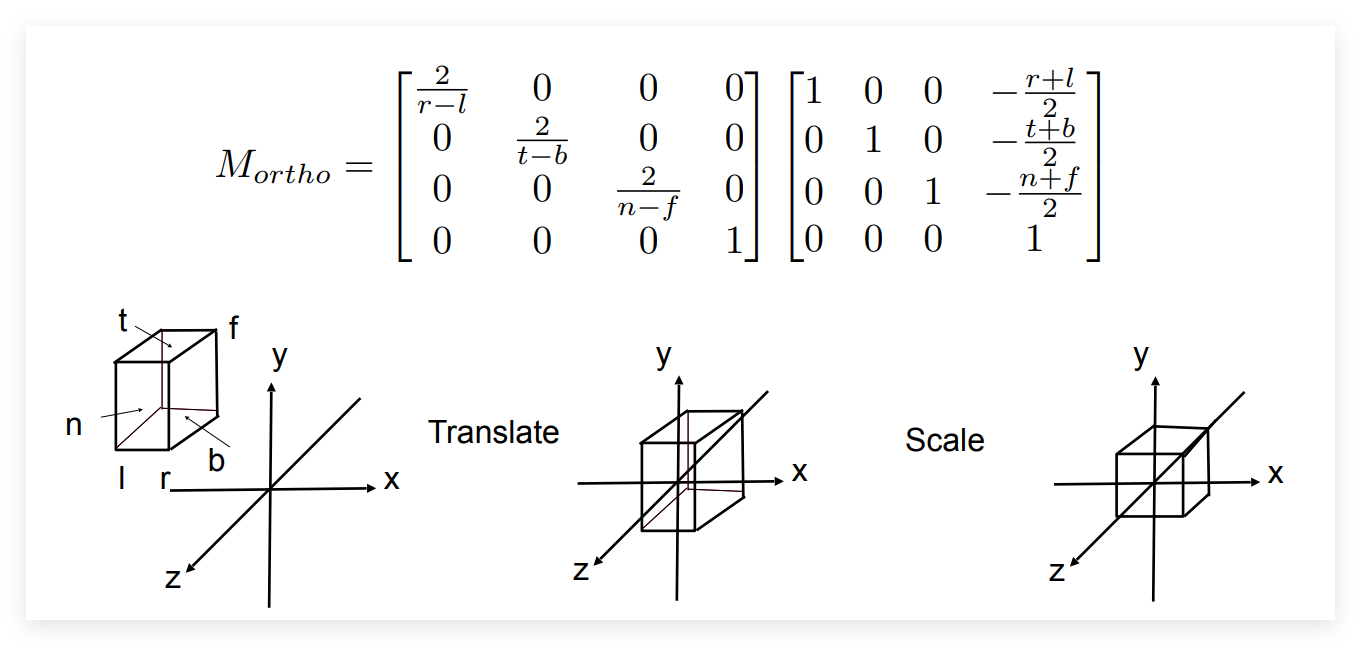 M_{ortho} = \begin{bmatrix} \frac{2}{r-l} & 0 & 0 & 0 \\ 0 & \frac{2}{t-b} & 0 & 0 \\ 0 & 0 & \frac{2}{n-f} & 0 \\ 0 & 0 & 0 & 1 \end{bmatrix} \begin{bmatrix} 1 & 0 & 0 & -\frac{r+l}{2} \\ 0 & 1 & 0 & -\frac{t+b}{2} \\ 0 & 0 & 1 & -\frac{n+f}{2} \\ 0 & 0 & 0 & 1 \end{bmatrix}
t
f
y
n
l
r
b
x
z
Translate
y
x
z
Scale
y
x
z